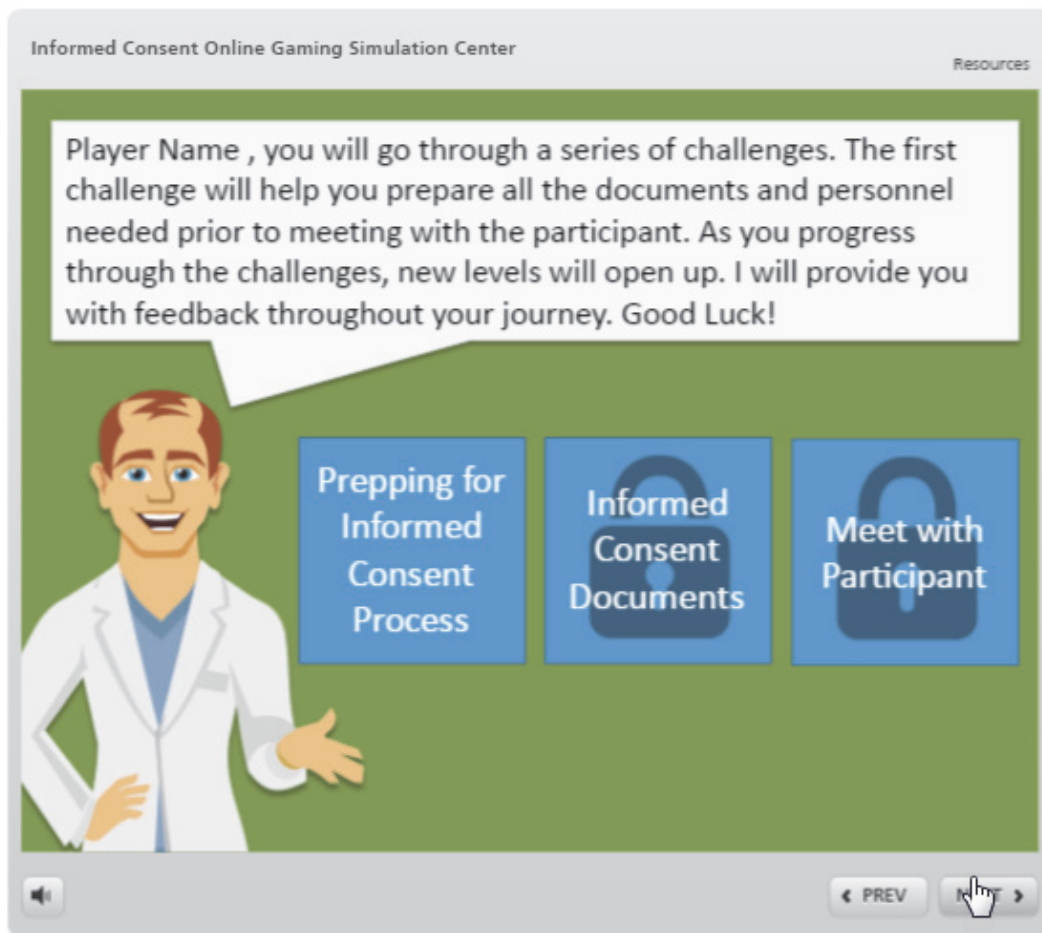 Informed Consent Online Gaming Simulation Center
Resources
Player Name , you will go through a series of challenges. The first
challenge will help you prepare all the documents and personnel
needed prior to meeting with the participant. As you progress
through the challenges, new levels will open up. I will provide you
with feedback throughout your journey. Good Luck!
Prepping for
Informed
Consent
Process
Informed
Consent
Documents
Meet with
Participant
PREV